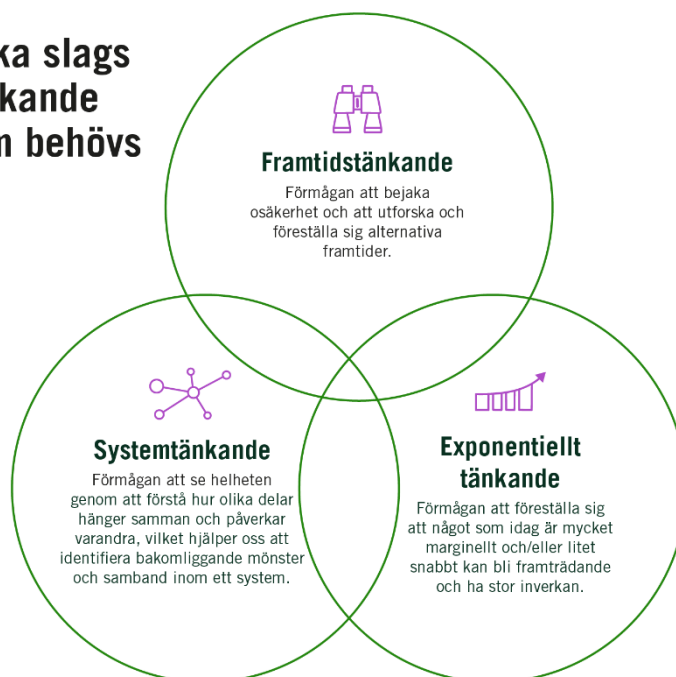 ka slags
kande
m behövs
Framtidstänkande
Förmågan att bejaka
osäkerhet och att utforska och
föreställa sig alternativa
framtider.
Systemtänkande
Förmågan att se helheten
genom att förstå hur olika delar
hänger samman och påverkar
varandra, vilket hjälper oss att
identifiera bakomliggande mönster
och samband inom ett system.
Exponentiellt
tänkande
Förmågan att föreställa sig
att något som idag är mycket
marginellt och/eller litet
snabbt kan bli framträdande
och ha stor inverkan.